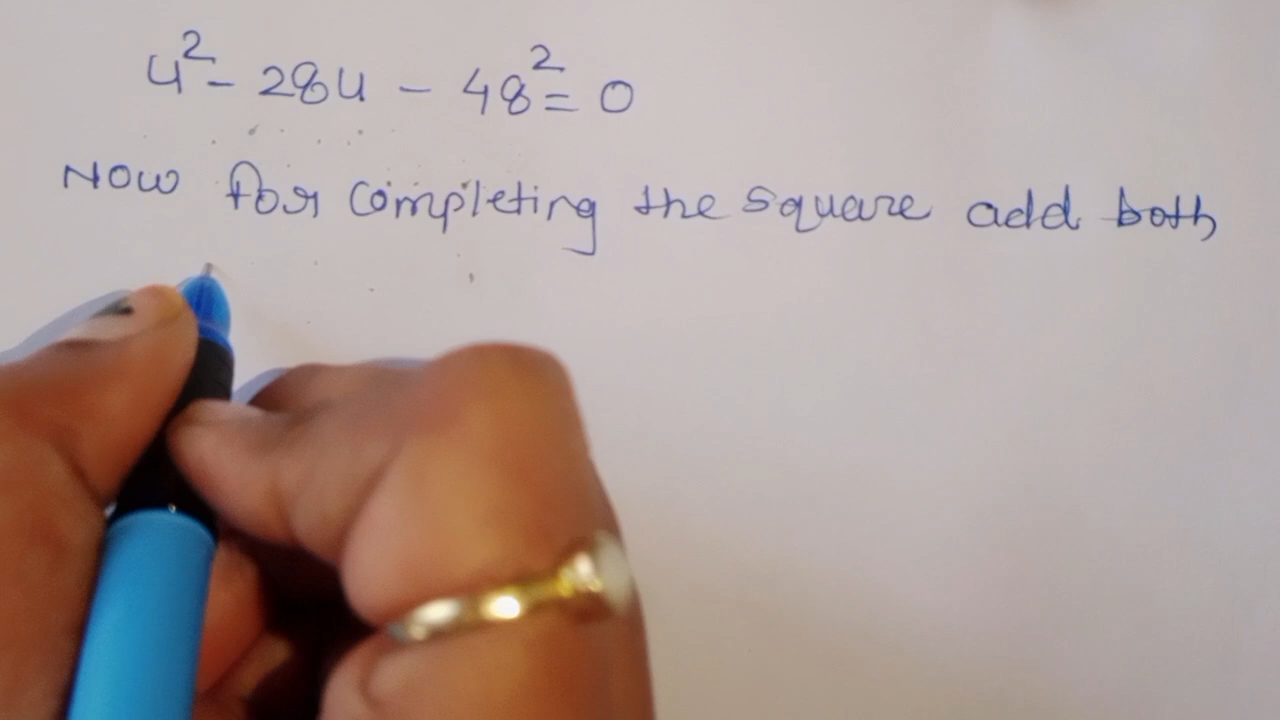 u² - 28u - 48² = 0
Now for completing the square add both